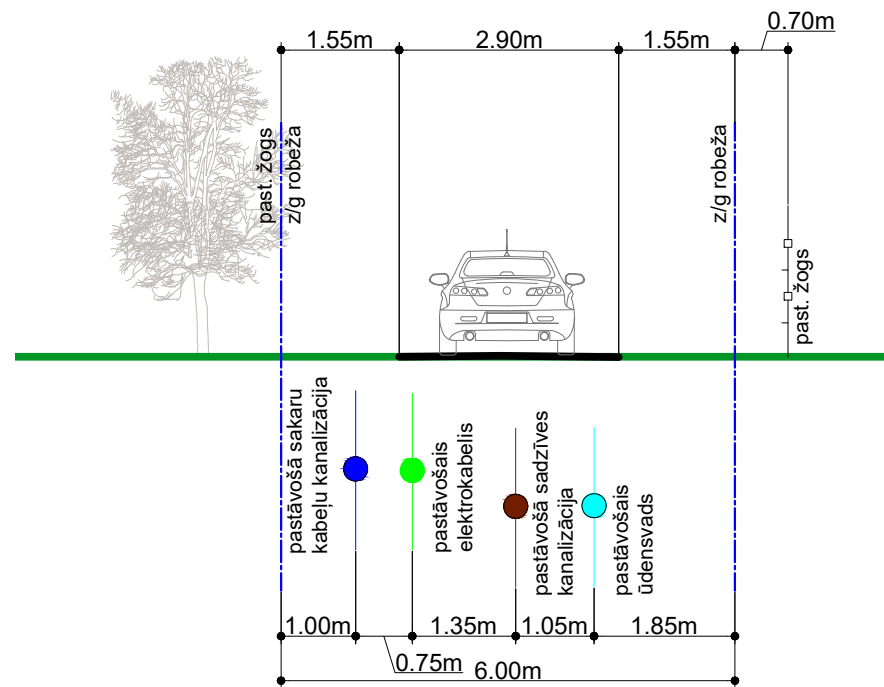 0.70m
1.55m
2.90m
1.55m
past. žogs
z/g robeža
z/g robeža
past. žogs
pastāvošā sakaru
kabeļu kanalizācija
pastāvošais
elektrokabelis
pastāvošā sadzīves
kanalizācija
pastāvošais
ūdensvads
1.00m
1.35m
1.05m
1.85m
0.75m
6.00m